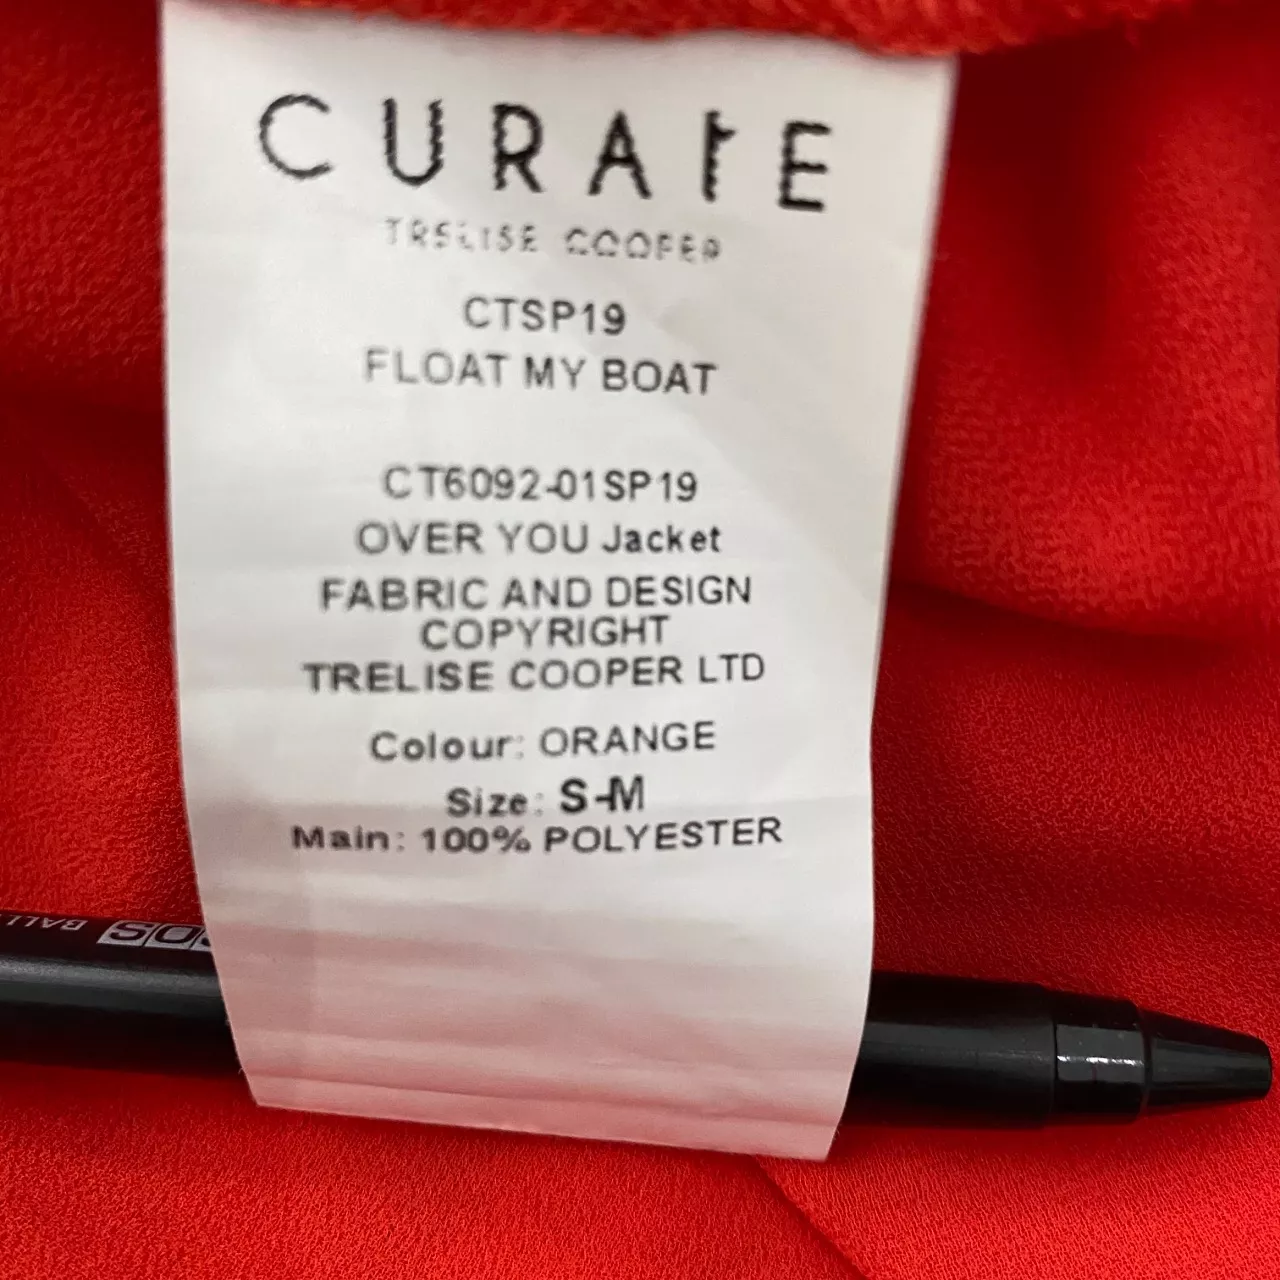 CURATE
TRELISE COOPER
CTSP19
FLOAT MY BOAT
CT6092-01SP19
OVER YOU Jacket
FABRIC AND DESIGN
COPYRIGHT
TRELISE COOPER LTD
Colour: ORANGE
Size: S-M
Main: 100% POLYESTER